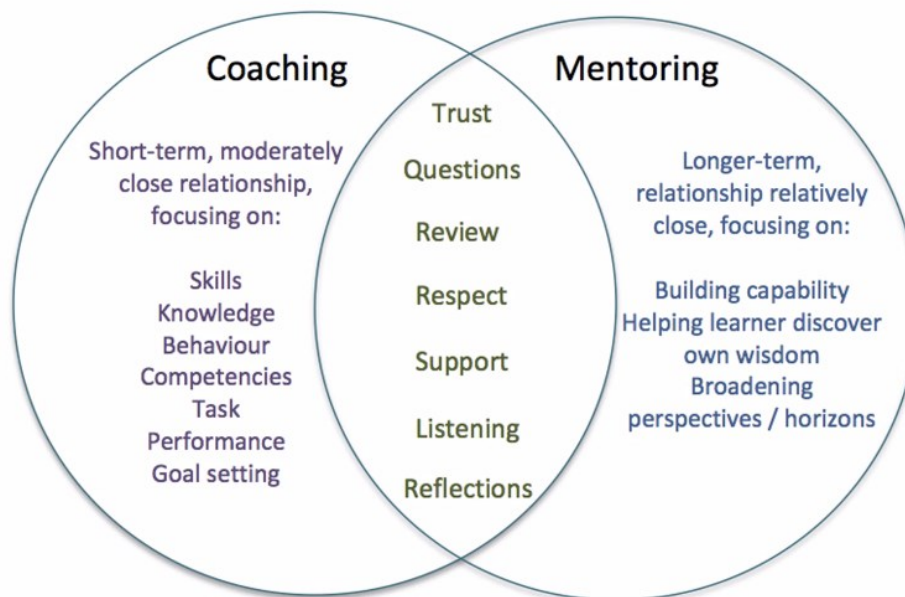 Coaching
Short-term, moderately
close relationship,
focusing on:
Skills
Knowledge
Behaviour
Competencies
Task
Performance
Goal setting
Trust
Questions
Review
Respect
Support
Listening
Reflections
Mentoring
Longer-term,
relationship relatively
close, focusing on:
Building capability
Helping learner discover
own wisdom
Broadening
perspectives / horizons